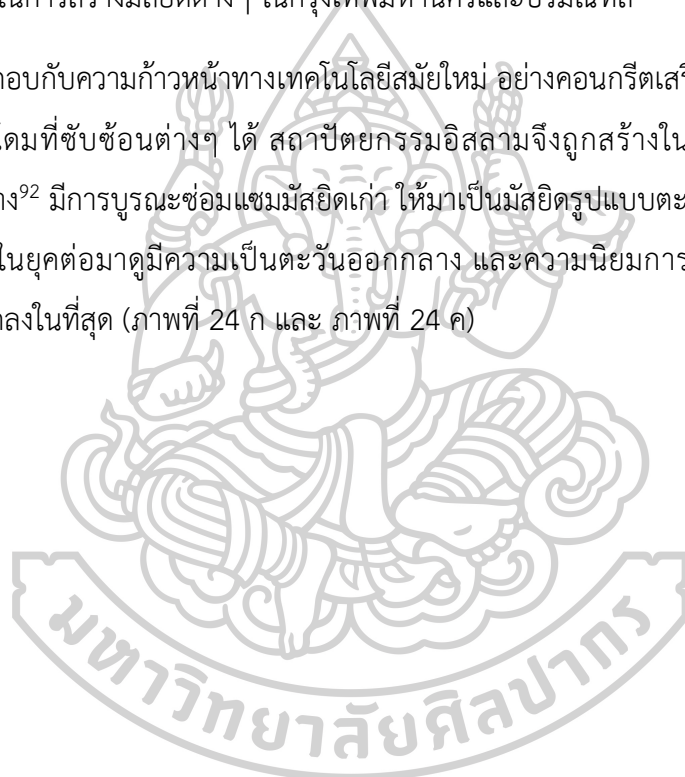 ในการสร้างมัสยิดต่างๆ ในกรุงเทพมหานครและปริมณฑล
กอบกับความก้าวหน้าทางเทคโนโลยีสมัยใหม่ อย่างคอนกรีตเสริ
โดมที่ซับซ้อนต่างๆ ได้ สถาปัตยกรรมอิสลามจึงถูกสร้างใน
าง92 มีการบูรณะซ่อมแซมมัสยิดเก่า ให้มาเป็นมัสยิดรูปแบบตะ
ในยุคต่อมาดูมีความเป็นตะวันออกกลาง และความนิยมการ
ลงในที่สุด (ภาพที่ 24 ก และ ภาพที่ 24 ค)
มหาวิทยาลัยศิลปากร